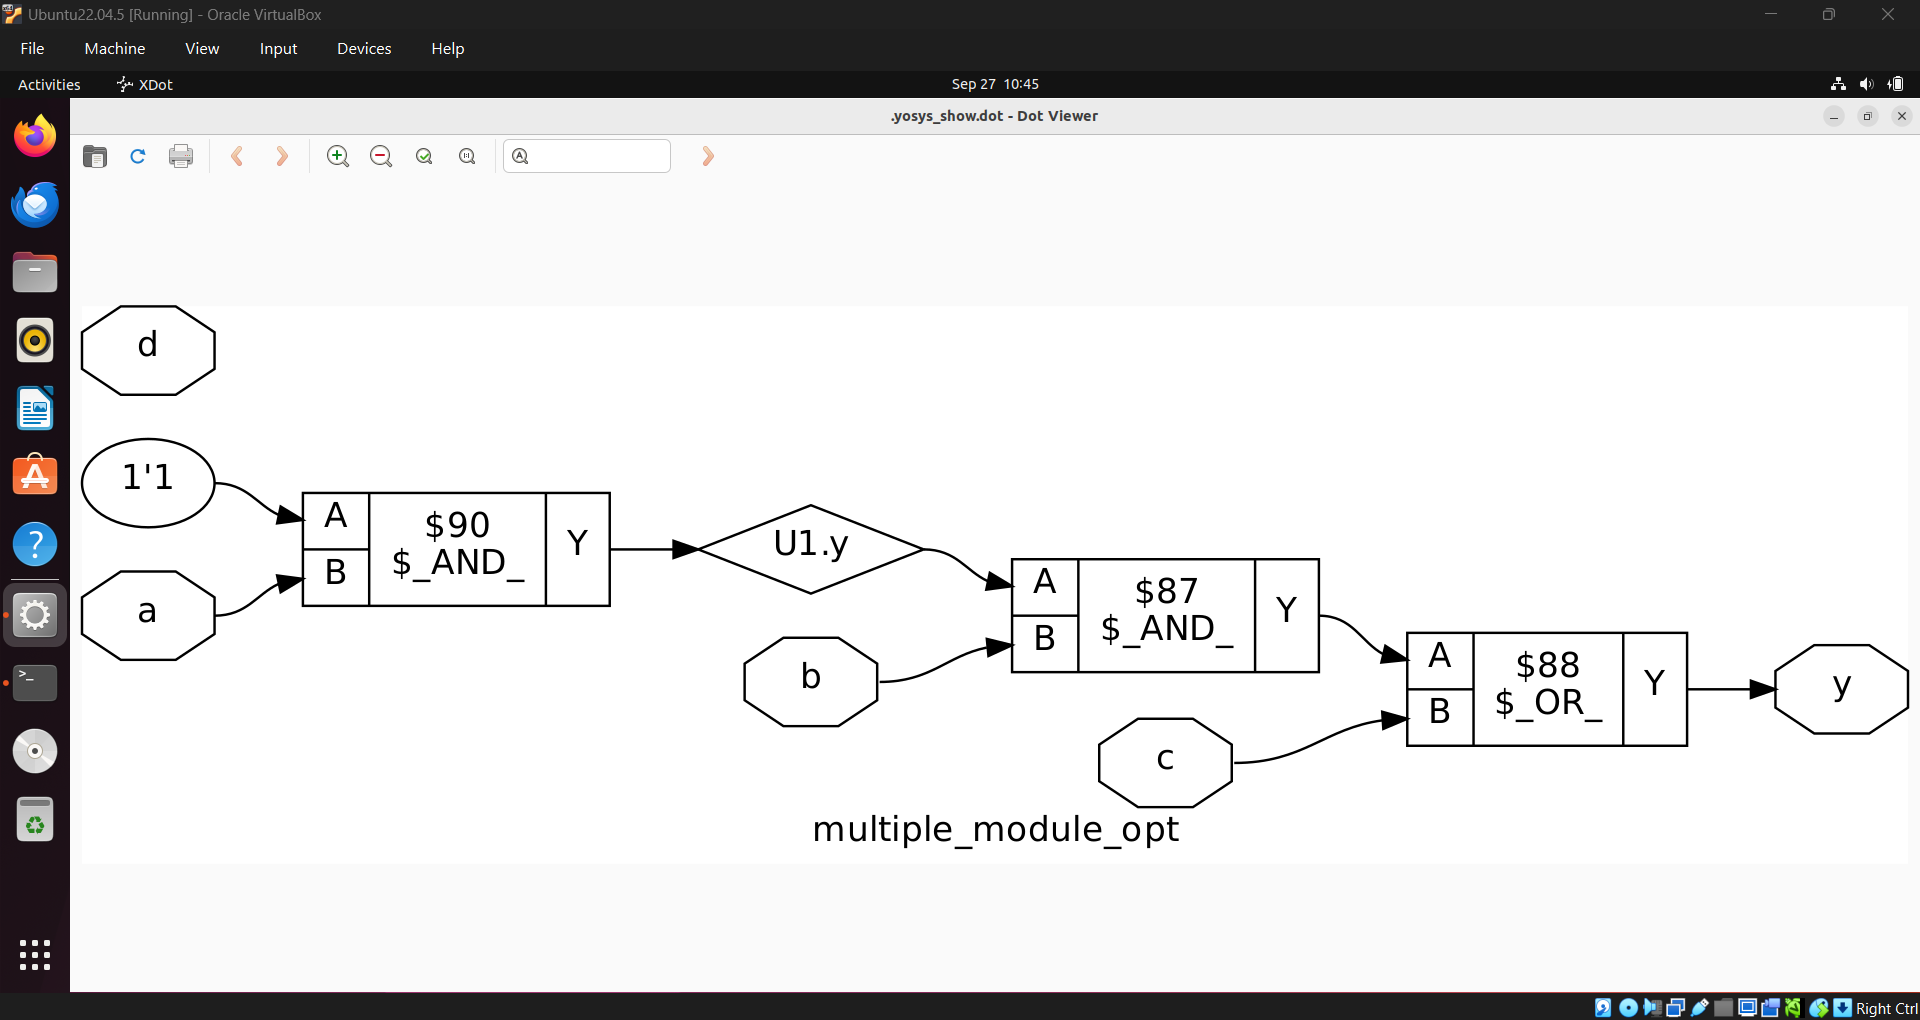 Ubuntu22.04.5 [Running] - Oracle VirtualBox
File Machine View Input Devices Help
Activities XDot Sep 27 10:45
.yosys_show.dot - Dot Viewer
d
1'1
a
A
B
$90
$_AND_
Y
U1.y
b
A
B
$87
$_AND_
Y
c
A
B
$88
$_OR_
Y
y
multiple_module_opt
Right Ctrl